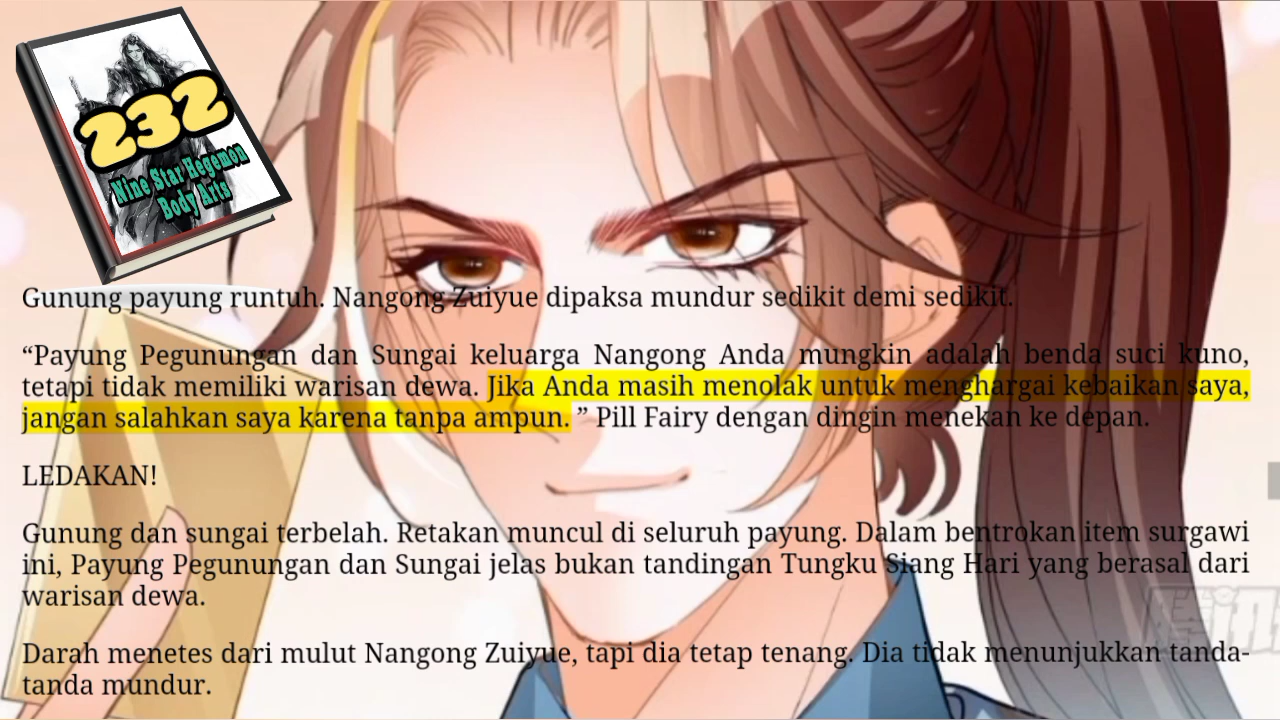 232
Nine Star Hegemon
Body Arts
Gunung payung runtuh. Nangong Zuiyue dipaksa mundur sedikit demi sedikit.
“Payung Pegunungan dan Sungai keluarga Nangong Anda mungkin adalah benda suci kuno,
tetapi tidak memiliki warisan dewa. Jika Anda masih menolak untuk menghargai kebaikan saya,
jangan salahkan saya karena tanpa ampun. ” Pill Fairy dengan dingin menekan ke depan.
LEDAKAN!
Gunung dan sungai terbelah. Retakan muncul di seluruh payung. Dalam bentrokan item surgawi
ini, Payung Pegunungan dan Sungai jelas bukan tandingan Tungku Siang Hari yang berasal dari
warisan dewa.
Darah menetes dari mulut Nangong Zuiyue, tapi dia tetap tenang. Dia tidak menunjukkan tanda-
tanda mundur.
腾讯